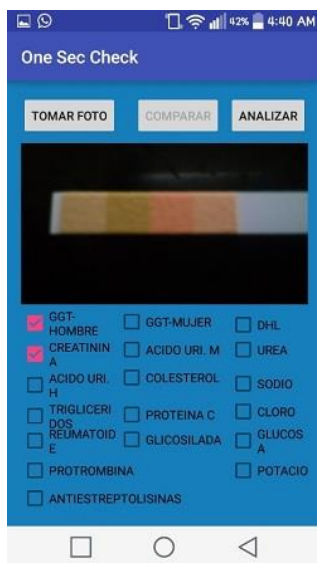 42% 4:40 AM
One Sec Check
TOMAR FOTO COMPARAR ANALIZAR
GGT-
HOMBRE
GGT-MUJER
DHL
CREATININ
A
ACIDO URI. M
UREA
ACIDO URI.
H
COLESTEROL
SODIO
TRIGLICERI
DOS
PROTEINA C
CLORO
REUMATOID
E
GLICOSILADA
GLUCOS
A
PROTROMBINA
POTACIO
ANTIESTREPTOLISINAS